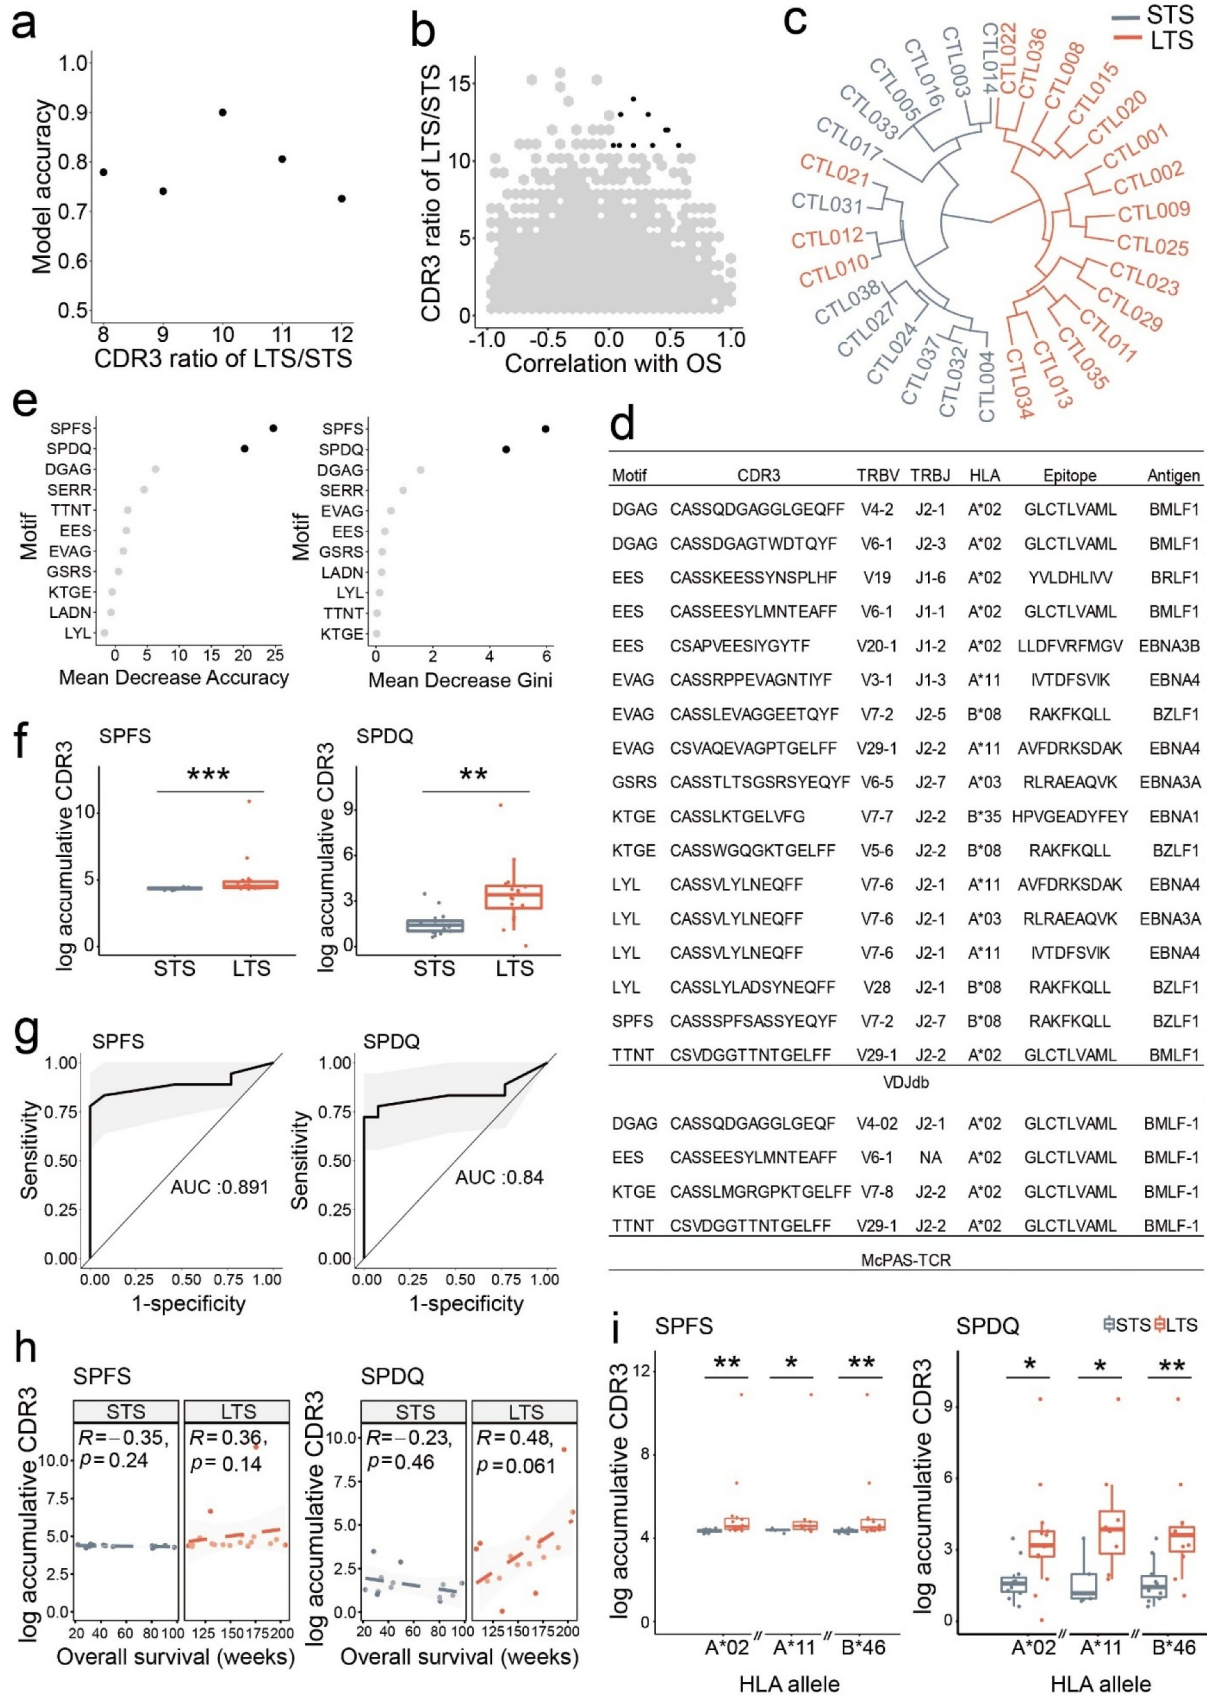 a
1.0
0.9
0.8
0.7
0.6
0.5
Model accuracy
8 9 10 11 12
CDR3 ratio of LTS/STS
b
15
10
5
0
CDR3 ratio of LTS/STS
-1.0 -0.5 0.0 0.5 1.0
Correlation with OS
c
STS
LTS
CTL014
CTL022
CTL036
CTL008
CTL015
CTL020
CTL001
CTL002
CTL009
CTL025
CTL023
CTL029
CTL011
CTL035
CTL013
CTL034
CTL004
CTL032
CTL037
CTL024
CTL027
CTL038
CTL010
CTL012
CTL031
CTL021
CTL017
CTL033
CTL005
CTL016
CTL003
e
Motif
SPFS
SPDQ
DGAG
SERR
TTNT
EES
EVAG
GSRS
KTGE
LADN
LYL
0 5 10 15 20 25
Mean Decrease Accuracy
Motif
SPFS
SPDQ
DGAG
SERR
EVAG
EES
GSRS
LADN
LYL
TTNT
KTGE
0 2 4 6
Mean Decrease Gini
d
Motif CDR3 TRBV TRBJ HLA Epitope Antigen
DGAG CASSQDGAGGLGEQFF V4-2 J2-1 A*02 GLCTLVAML BMLF1
DGAG CASSDGAGTWDTQYF V6-1 J2-3 A*02 GLCTLVAML BMLF1
EES CASSKEESSYNSPLHF V19 J1-6 A*02 YVLDHLIVV BRLF1
EES CASSEESYLMNTEAFF V6-1 J1-1 A*02 GLCTLVAML BMLF1
EES CSAPVEESIYGYTF V20-1 J1-2 A*02 LLDFVRFMGV EBNA3B
EVAG CASSRPPEVAGNTIYF V3-1 J1-3 A*11 IVTDFSVIK EBNA4
EVAG CASSLEVAGGEETQYF V7-2 J2-5 B*08 RAKFKQLL BZLF1
EVAG CSVAQEVAGPTGELFF V29-1 J2-2 A*11 AVFDRKSDAK EBNA4
GSRS CASSTLTSGSRSYEQYF V6-5 J2-7 A*03 RLRAEAQVK EBNA3A
KTGE CASSLKTGELVFG V7-7 J2-2 B*35 HPVGEADYFEY EBNA1
KTGE CASSWGQGKTGELFF V5-6 J2-2 B*08 RAKFKQLL BZLF1
LYL CASSVLYLNEQFF V7-6 J2-1 A*11 AVFDRKSDAK EBNA4
LYL CASSVLYLNEQFF V7-6 J2-1 A*03 RLRAEAQVK EBNA3A
LYL CASSVLYLNEQFF V7-6 J2-1 A*11 IVTDFSVIK EBNA4
LYL CASSLYLADSYNEQFF V28 J2-1 B*08 RAKFKQLL BZLF1
SPFS CASSSPFSASSYEQYF V7-2 J2-7 B*08 RAKFKQLL BZLF1
TTNT CSVDGGTTNTGELFF V29-1 J2-2 A*02 GLCTLVAML BMLF1
VDJdb
DGAG CASSQDGAGGLGEQF V4-02 J2-1 A*02 GLCTLVAML BMLF-1
EES CASSEESYLMNTEAFF V6-1 NA A*02 GLCTLVAML BMLF-1
KTGE CASSLMGRGPKTGELFF V7-8 J2-2 A*02 GLCTLVAML BMLF-1
TTNT CSVDGGTTNTGELFF V29-1 J2-2 A*02 GLCTLVAML BMLF-1
McPAS-TCR
f
SPFS
***
log accumulative CDR3
10
5
0
STS LTS
SPDQ
**
log accumulative CDR3
9
6
3
0
STS LTS
g
SPFS
Sensitivity
1.00
0.75
0.50
0.25
0.00
AUC :0.891
0.00 0.25 0.50 0.75 1.00
1-specificity
SPDQ
Sensitivity
1.00
0.75
0.50
0.25
0.00
AUC :0.84
0.00 0.25 0.50 0.75 1.00
1-specificity
h
SPFS
log accumulative CDR3
STS LTS
R=−0.35,
p=0.24
R=0.36,
p= 0.14
10.0
7.5
5.0
2.5
0.0
20 40 60 80 100 125 150 175 200
Overall survival (weeks)
SPDQ
log accumulative CDR3
STS LTS
R=−0.23,
p=0.46
R=0.48,
p=0.061
10.0
7.5
5.0
2.5
0.0
20 40 60 80 100 125 150 175 200
Overall survival (weeks)
i
SPFS
log accumulative CDR3
** * **
12
8
4
0
A*02 // A*11 // B*46
HLA allele
SPDQ
STS LTS
log accumulative CDR3
* * **
9
6
3
0
A*02 // A*11 // B*46
HLA allele